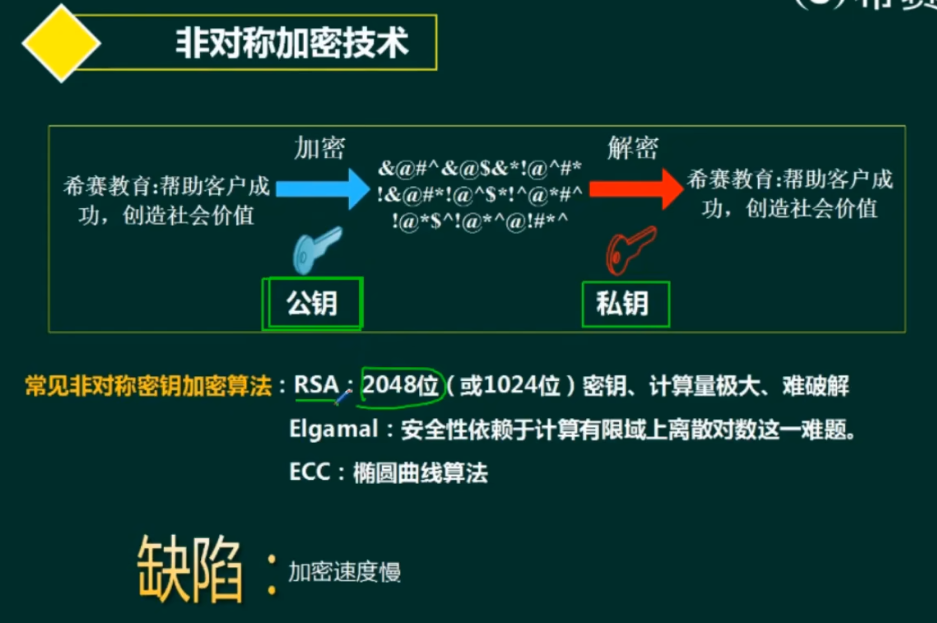 非对称加密技术
加密
解密
希赛教育:帮助客户成
功，创造社会价值
&@#^&@$&*!@^#*
!&@#*!@^$*!^@*#^
!@*$^!@*^@!#*^
希赛教育:帮助客户成
功，创造社会价值
公钥
私钥
常见非对称密钥加密算法：RSA：2048位（或1024位）密钥、计算量极大、难破解
Elgamal：安全性依赖于计算有限域上离散对数这一难题。
ECC：椭圆曲线算法
缺陷：加密速度慢